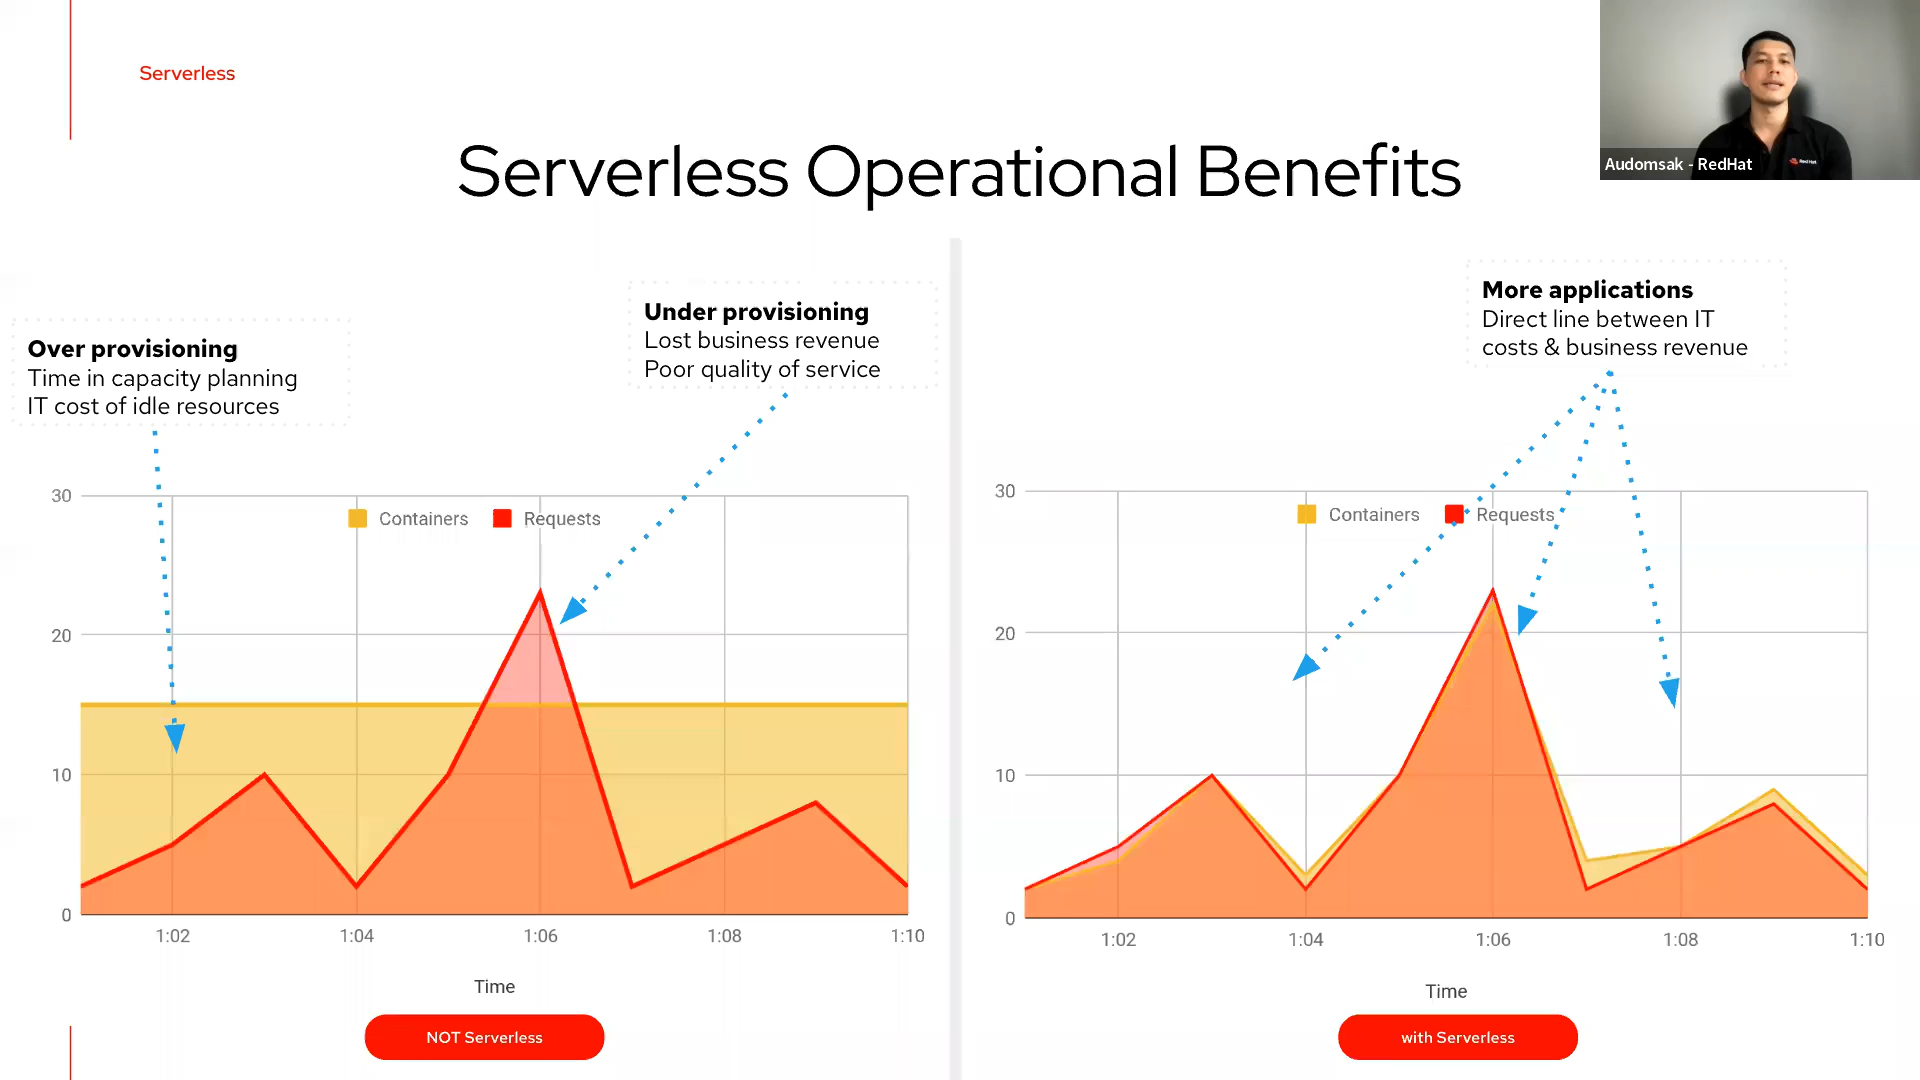 Serverless
Audomsak - RedHat
Red Hat
Serverless Operational Benefits
Over provisioning
Time in capacity planning
IT cost of idle resources
Under provisioning
Lost business revenue
Poor quality of service
30
20
10
0
Containers
Requests
1:02
1:04
1:06
1:08
1:10
Time
NOT Serverless
More applications
Direct line between IT
costs & business revenue
30
20
10
0
Containers
Requests
1:02
1:04
1:06
1:08
1:10
Time
with Serverless